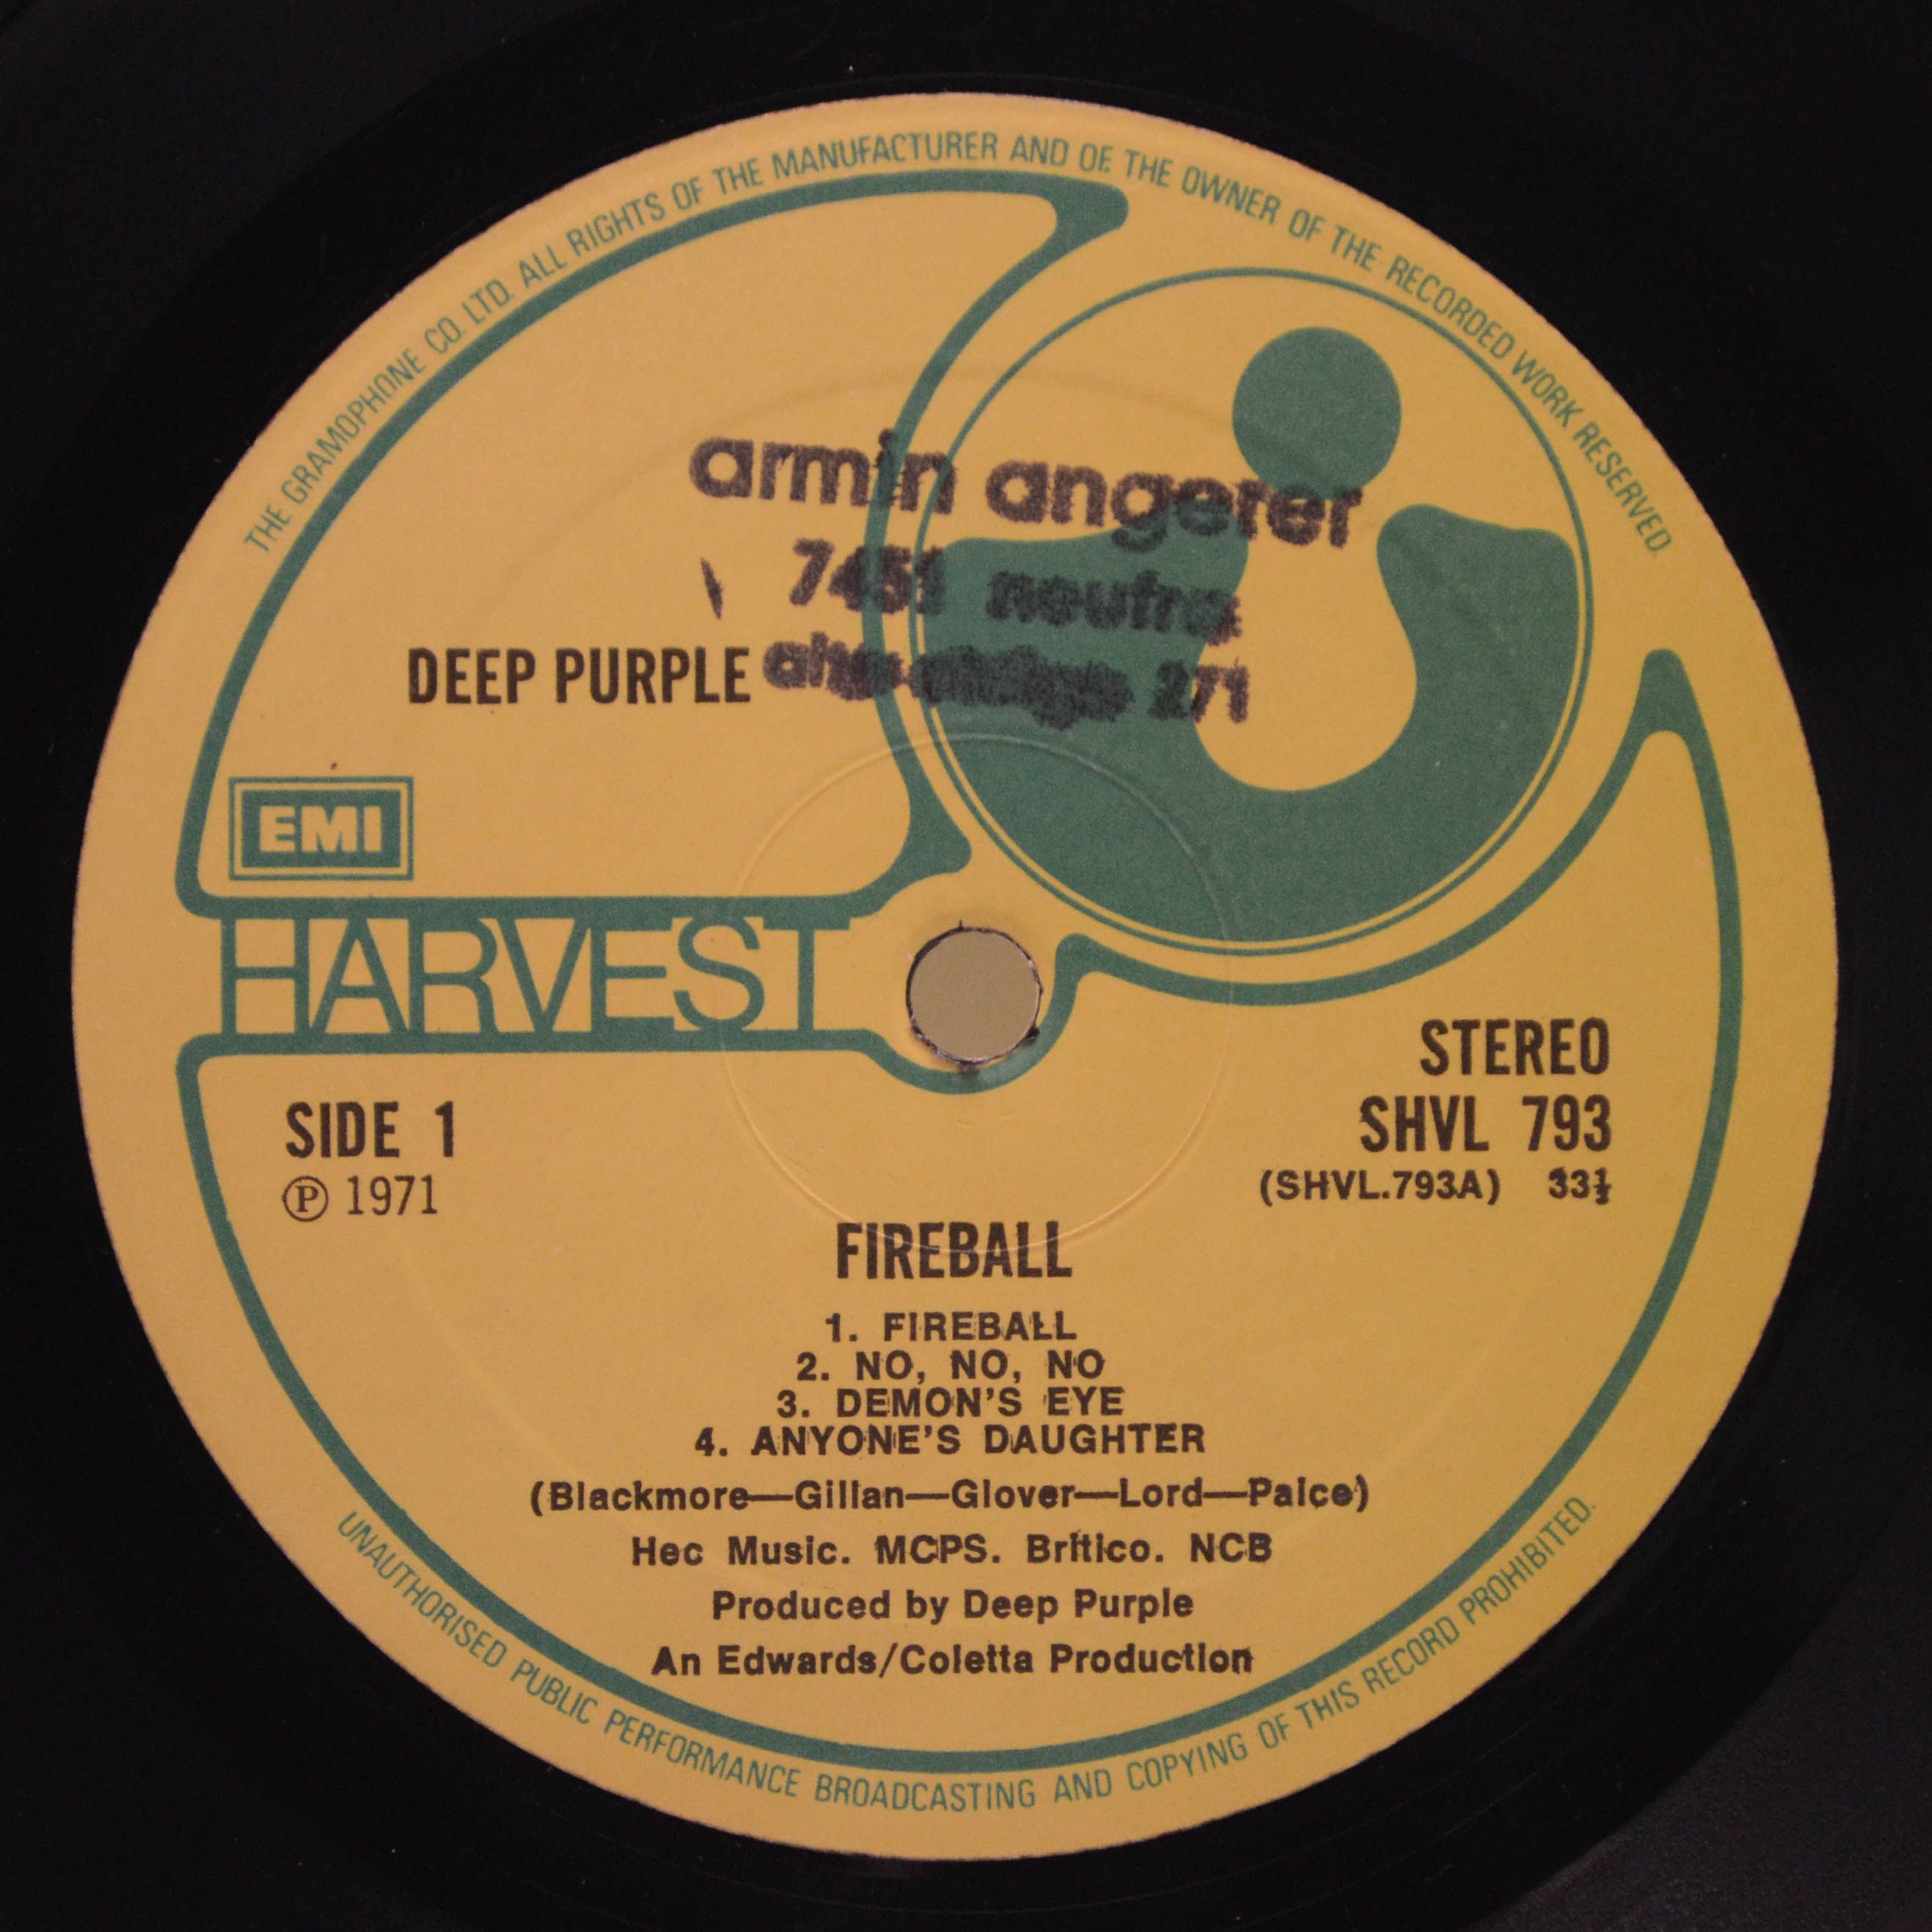 THE GRAMOPHONE CO. LTD. ALL RIGHTS OF THE MANUFACTURER AND OF THE OWNER OF THE RECORDED WORK RESERVED.
armin angerer
7451 neutra
271
DEEP PURPLE
EMI
HARVEST
STEREO
SIDE 1
SHVL 793
℗ 1971
(SHVL.793A) 33⅓
FIREBALL
1. FIREBALL
2. NO, NO, NO
3. DEMON'S EYE
4. ANYONE'S DAUGHTER
(Blackmore—Gillan—Glover—Lord—Paice)
Hec Music. MCPS. Britico. NCB
Produced by Deep Purple
An Edwards/Coletta Production
UNAUTHORISED PUBLIC PERFORMANCE BROADCASTING AND COPYING OF THIS RECORD PROHIBITED.